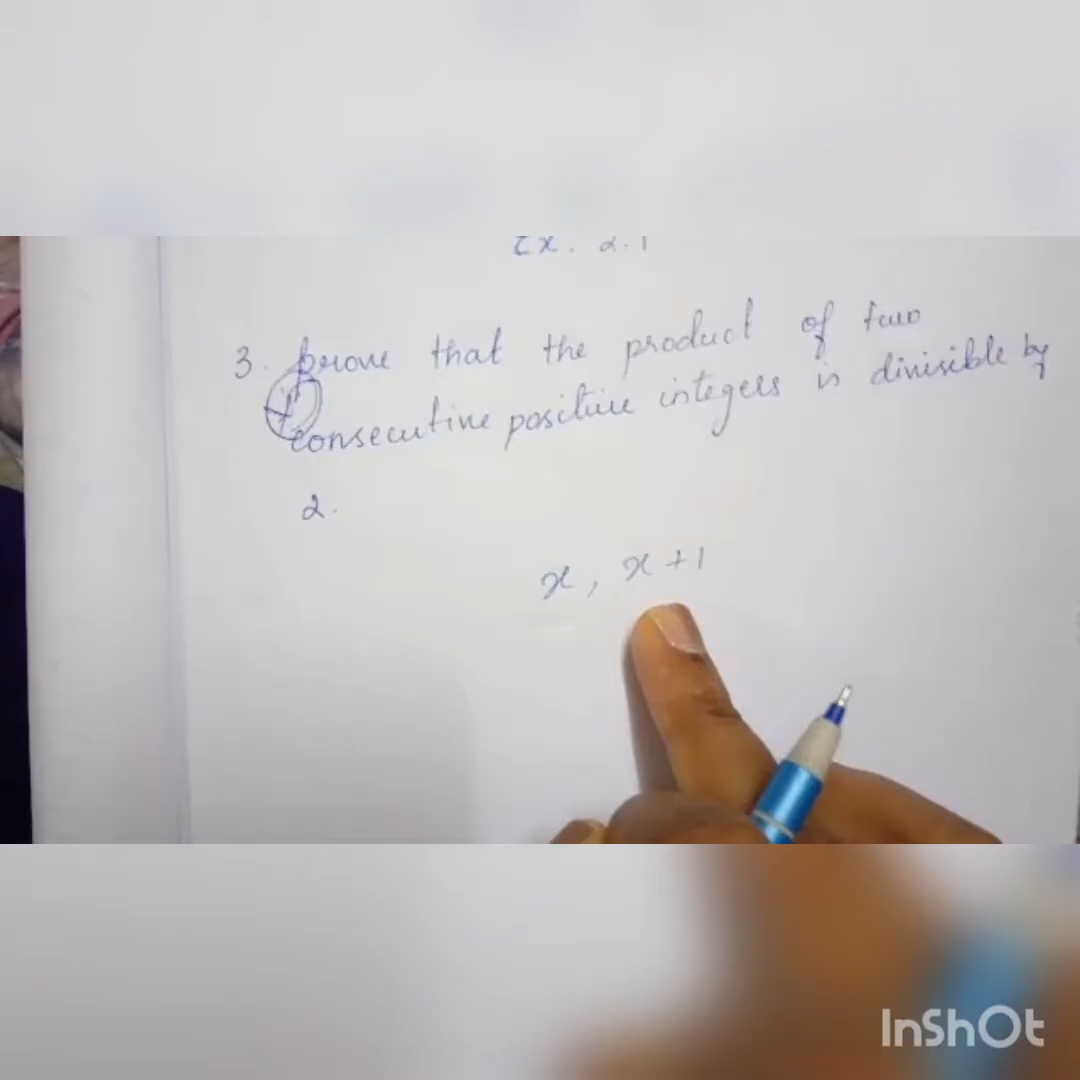 Ex. 2.1
3. prove that the product of two
consecutive positive integers is divisible by
2.
x, x+1
InShOt